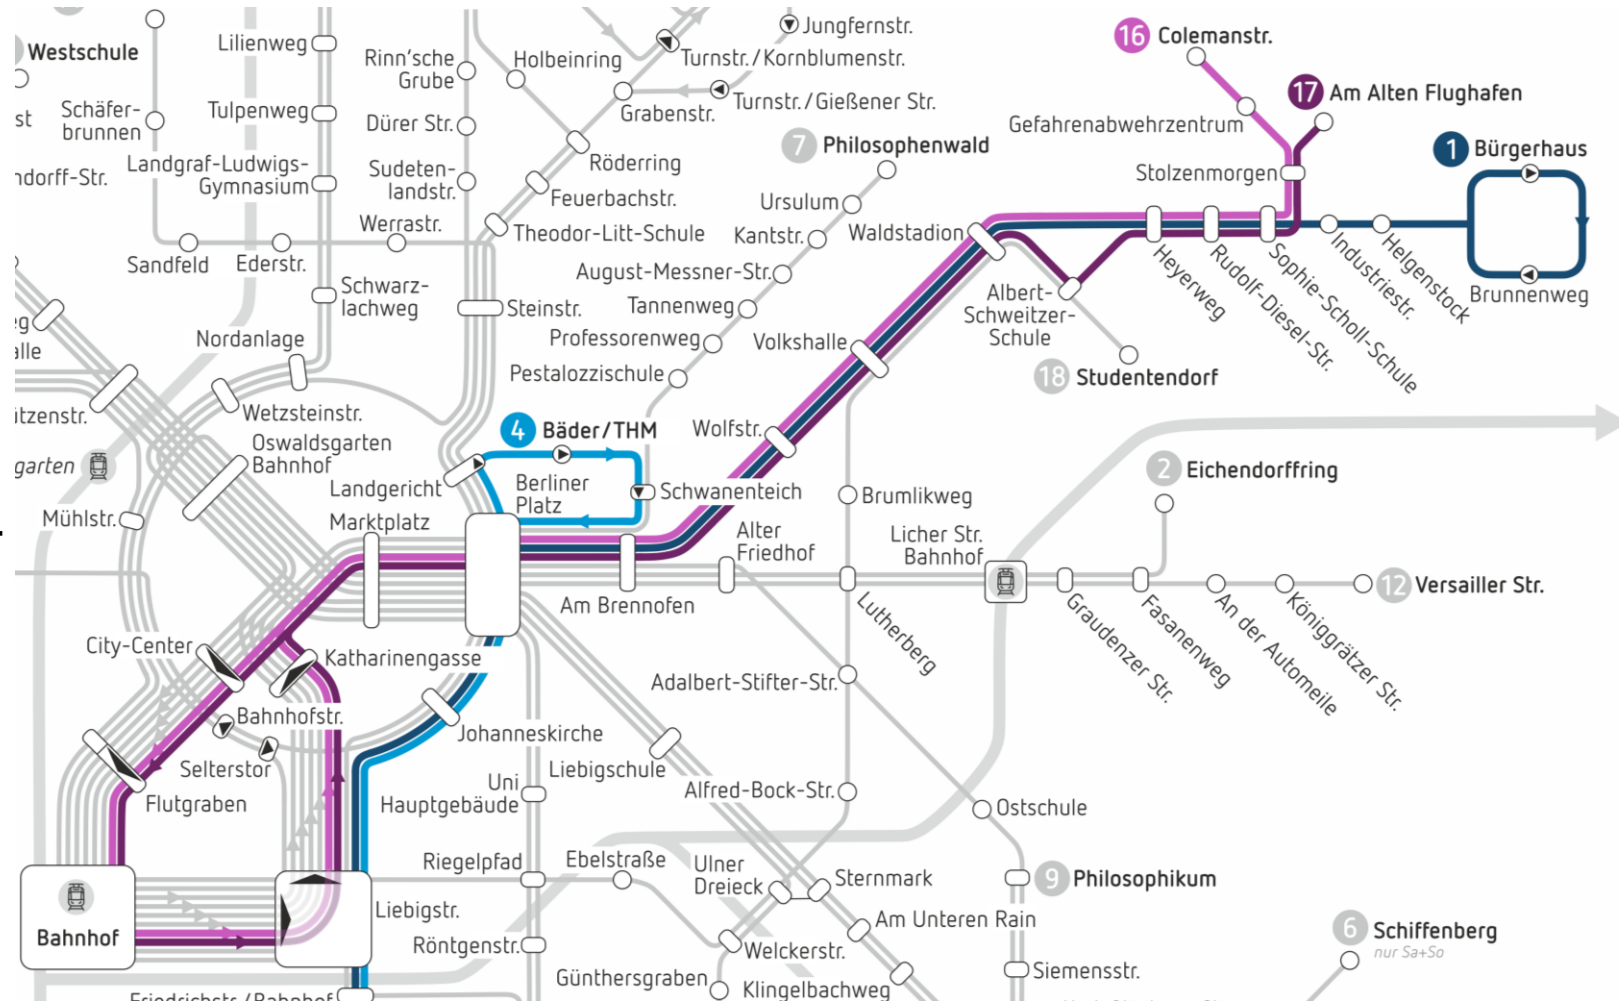 Westschule
Schäfer-
brunnen
Lilienweg
Tulpenweg
Landgraf-Ludwigs-
Gymnasium
Rinn'sche
Grube
Dürer Str.
Sudeten-
landstr.
Werrastr.
Sandfeld
Ederstr.
Schwarz-
lachweg
Nordanlage
Wetzsteinstr.
Oswaldsgarten
Bahnhof
Mühlstr.
Holbeinring
Jungfernstr.
Turnstr./Kornblumenstr.
Turnstr./Gießener Str.
Grabenstr.
Röderring
Feuerbachstr.
Theodor-Litt-Schule
Steinstr.
7 Philosophenwald
Ursulum
Kantstr.
August-Messner-Str.
Tannenweg
Professorenweg
Pestalozzischule
4 Bäder/THM
Berliner
Platz
Schwanenteich
Landgericht
Marktplatz
16 Colemanstr.
17 Am Alten Flughafen
Gefahrenabwehrzentrum
Stolzenmorgen
1 Bürgerhaus
Brunnenweg
Waldstadion
Heyerweg
Rudolf-Diesel-Str.
Sophie-Scholl-Schule
Industriestr.
Helgenstock
Albert-
Schweitzer-
Schule
18 Studentendorf
Volkshalle
Wolfstr.
Brumlikweg
Alter
Friedhof
Am Brennofen
Licher Str.
Bahnhof
2 Eichendorffring
12 Versailler Str.
Lutherberg
Graudenzer Str.
Fasanenweg
An der Automeile
Königgrätzer Str.
City-Center
Katharinengasse
Bahnhofstr.
Selterstor
Flutgraben
Johanneskirche
Liebigschule
Adalbert-Stifter-Str.
Alfred-Bock-Str.
Uni
Hauptgebäude
Riegelpfad
Ebelstraße
Ulner
Dreieck
Sternmark
Am Unteren Rain
Ostschule
9 Philosophikum
Siemensstr.
6 Schiffenberg
nur Sa+So
Bahnhof
Liebigstr.
Röntgenstr.
Welckerstr.
Günthersgraben
Klingelbachweg
Friedrichstr./Bahnhof